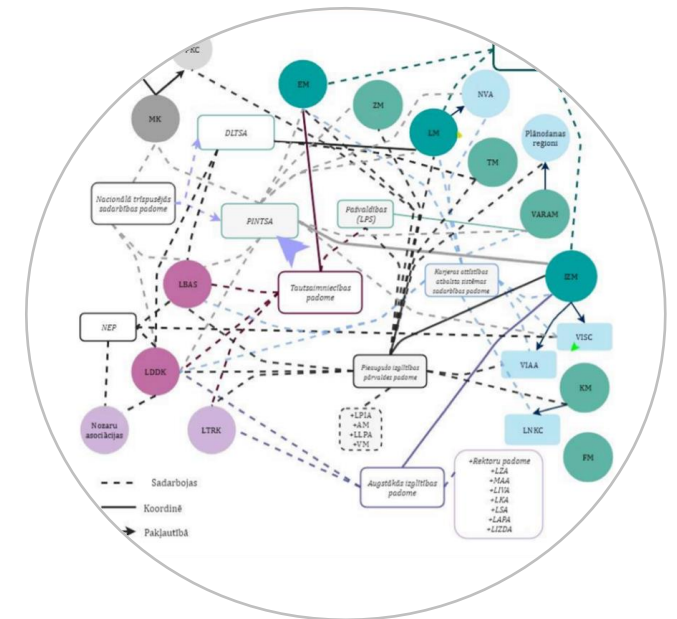 PKC
EM
ZM
NVA
MK
DLTSA
LM
Plānošanas
reģioni
TM
Nacionālā trīspusējās
sadarbības padome
PINTSA
Pašvaldības
(LPS)
VARAM
LBAS
Tautsaimniecības
padome
Karjeras attīstības
atbalsta sistēmas
sadarbības padome
IZM
NEP
VISC
LDDK
Pieaugušo izglītības
pārvaldes padome
VIAA
KM
Nozaru
asociācijas
LTRK
+LPIA
+AM
+LLPA
+VM
LNKC
FM
+Rektoru padome
+LZA
+MAA
+LIVA
+LKA
+LSA
+LAPA
+LIZDA
Augstākās izglītības
padome
Sadarbojas
Koordinē
Pakļautībā